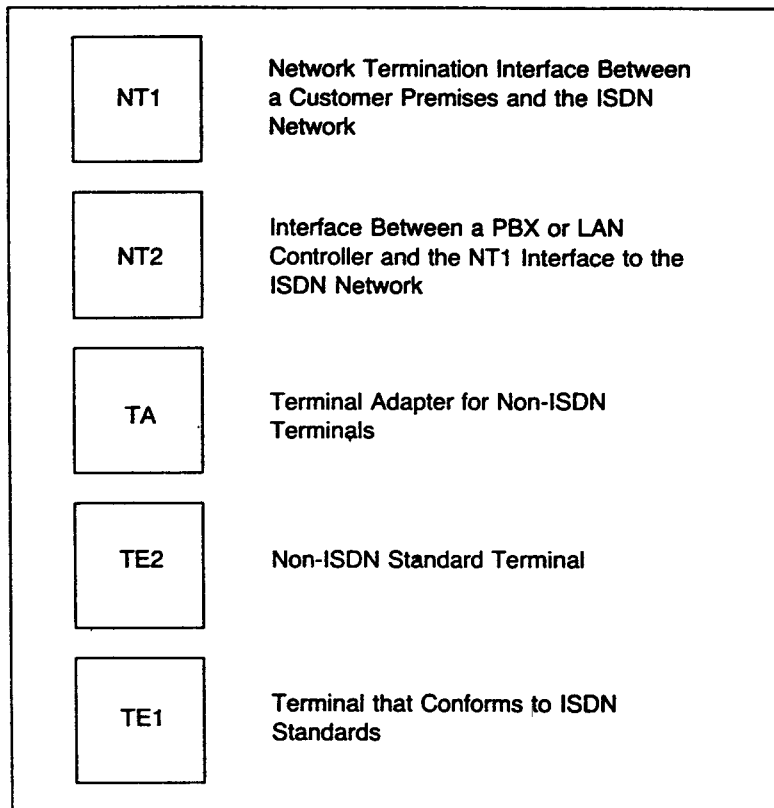 NT1
Network Termination Interface Between
a Customer Premises and the ISDN
Network
NT2
Interface Between a PBX or LAN
Controller and the NT1 Interface to the
ISDN Network
TA
Terminal Adapter for Non-ISDN
Terminals
TE2
Non-ISDN Standard Terminal
TE1
Terminal that Conforms to ISDN
Standards